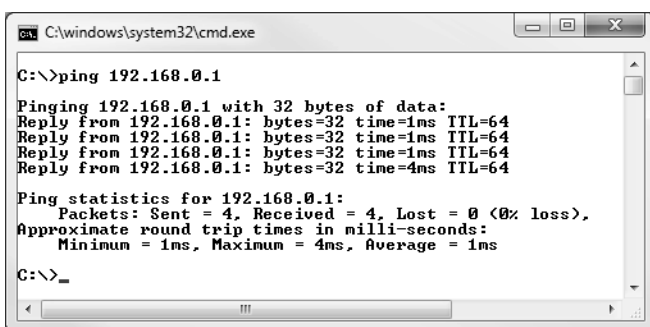 C:\windows\system32\cmd.exe
C:\>ping 192.168.0.1
Pinging 192.168.0.1 with 32 bytes of data:
Reply from 192.168.0.1: bytes=32 time=1ms TTL=64
Reply from 192.168.0.1: bytes=32 time=1ms TTL=64
Reply from 192.168.0.1: bytes=32 time=1ms TTL=64
Reply from 192.168.0.1: bytes=32 time=4ms TTL=64
Ping statistics for 192.168.0.1:
Packets: Sent = 4, Received = 4, Lost = 0 (0% loss),
Approximate round trip times in milli-seconds:
Minimum = 1ms, Maximum = 4ms, Average = 1ms
C:\>_